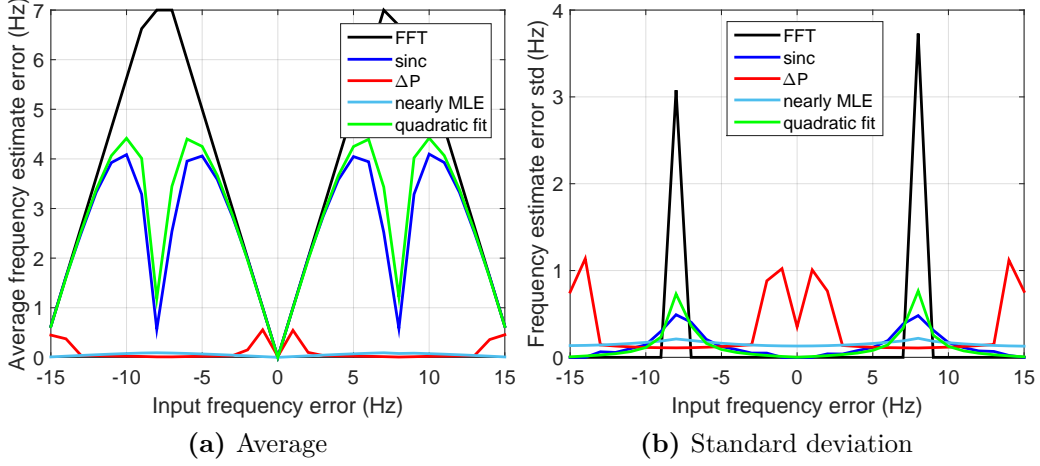 7
6
5
4
3
2
1
0
Average frequency estimate error (Hz)
-15 -10 -5 0 5 10 15
Input frequency error (Hz)
FFT
sinc
ΔP
nearly MLE
quadratic fit
(a) Average
5
4
3
2
1
0
Frequency estimate error std (Hz)
-15 -10 -5 0 5 10 15
Input frequency error (Hz)
FFT
sinc
ΔP
nearly MLE
quadratic fit
(b) Standard deviation